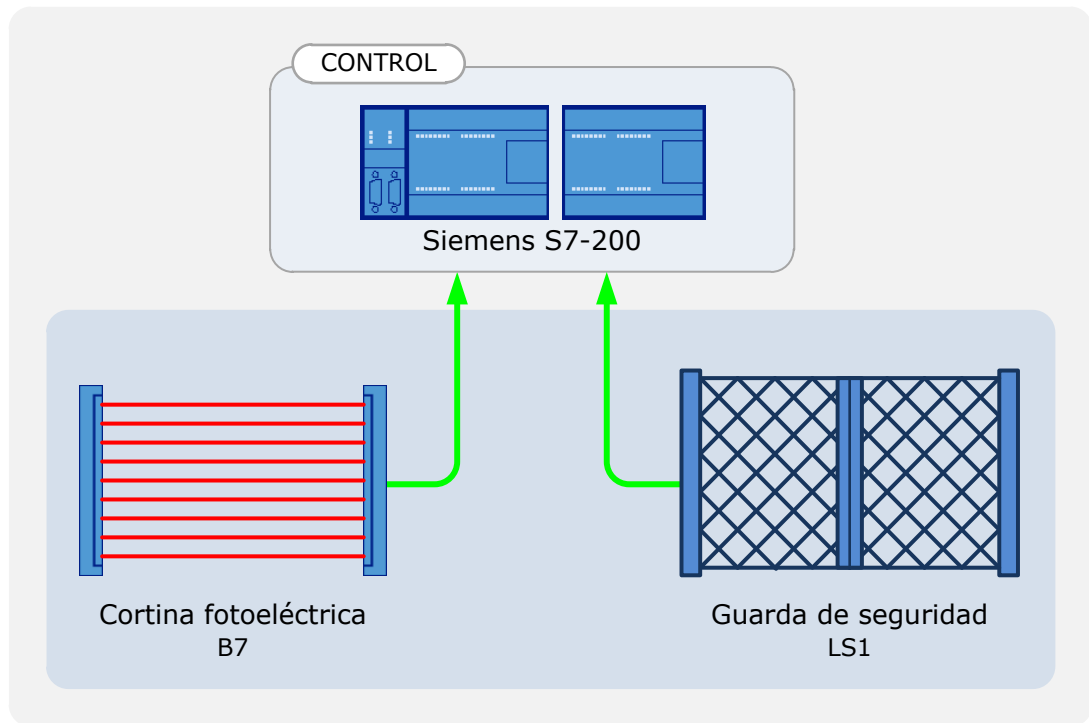 CONTROL
Siemens S7-200
Cortina fotoeléctrica
B7
Guarda de seguridad
LS1